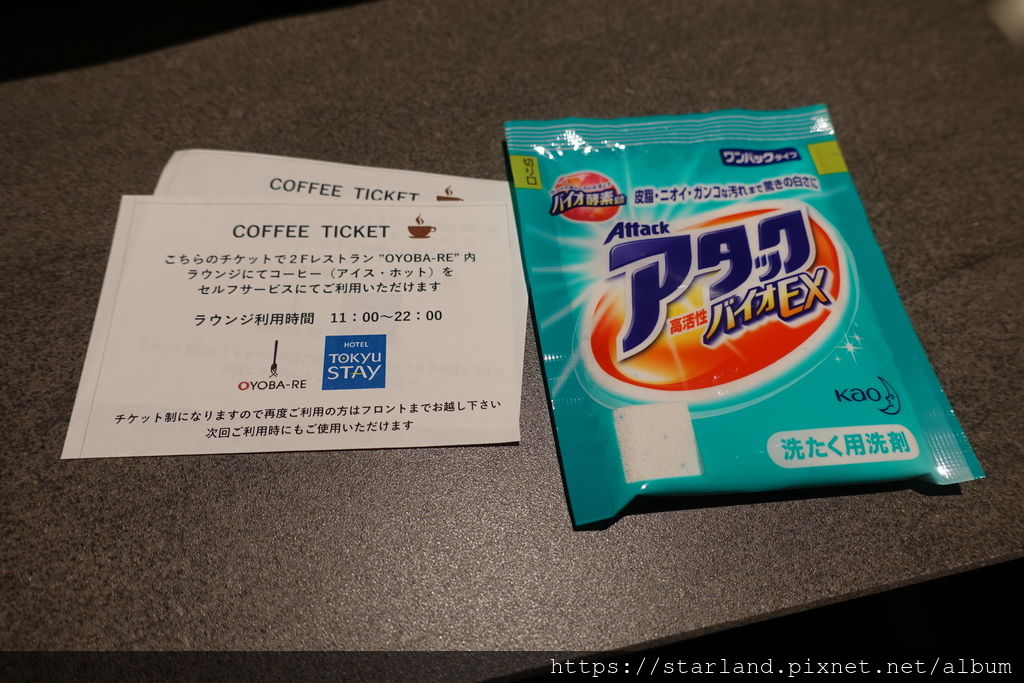 COFFEE TICKET
COFFEE TICKET
こちらのチケットで2Fレストラン"OYOBA-RE"内
ラウンジにてコーヒー（アイス・ホット）を
セルフサービスにてご利用いただけます
ラウンジ利用時間 11：00～22：00
OYOBA-RE
HOTEL
TOKYU
STAY
チケット制になりますので再度ご利用の方はフロントまでお越し下さい
次回ご利用時にもご使用いただけます
切り口
ワンパックタイプ
バイオ酵素
皮脂・ニオイ・ガンコな汚れまで驚きの白さに
Attack
アタック
高活性
バイオEX
Kao
洗たく用洗剤
https://starland.pixnet.net/album